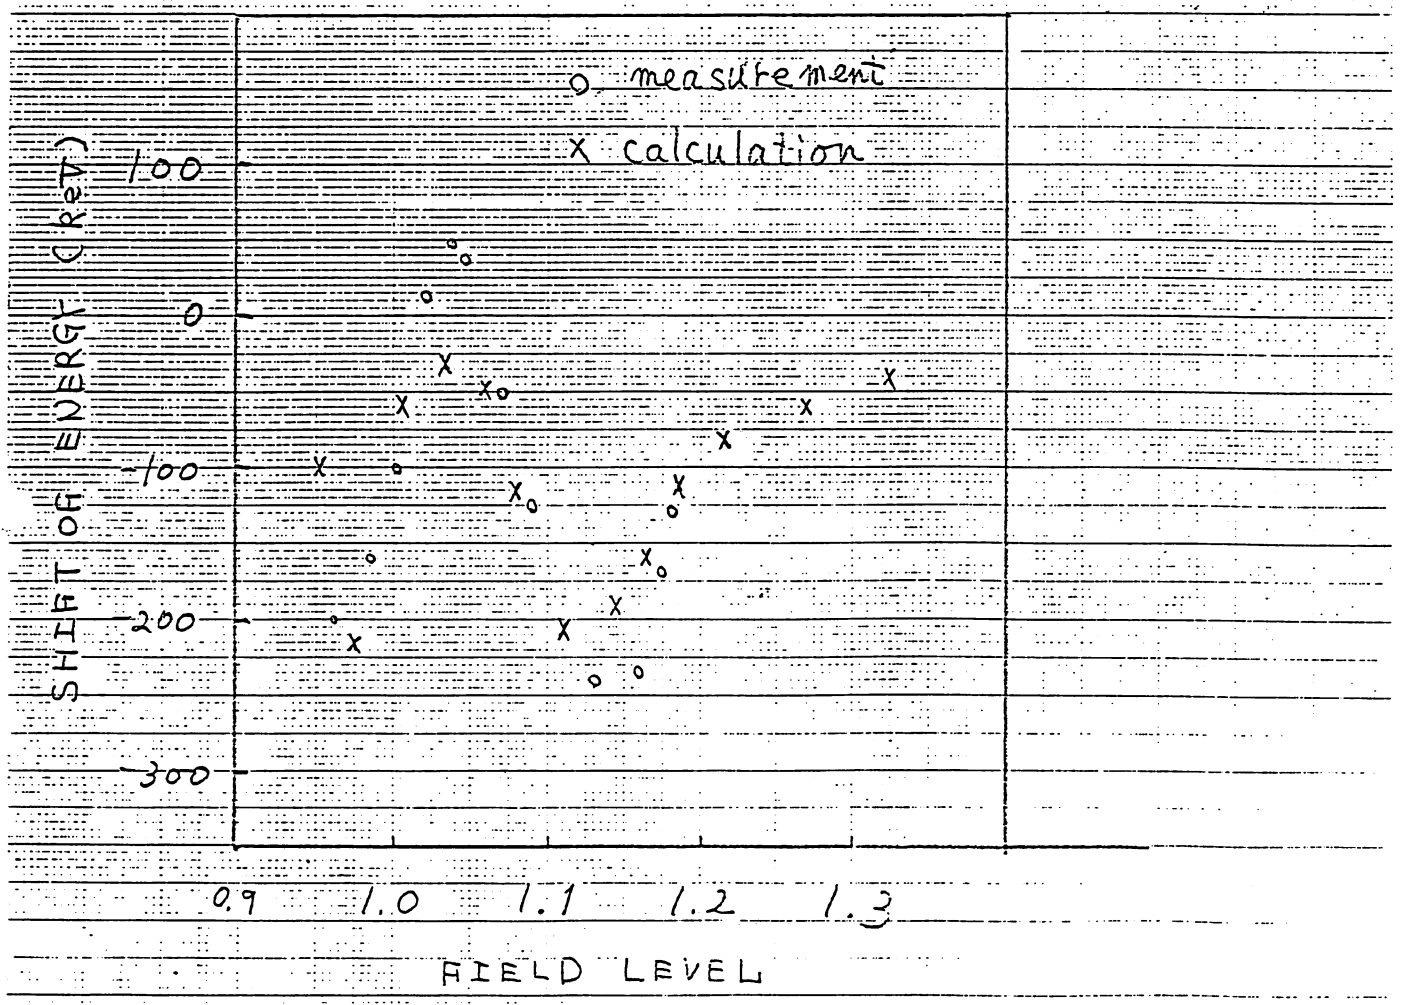 o measurement
x calculation
SHIFT OF ENERGY (keV)
100
0
-100
-200
-300
0.9 1.0 1.1 1.2 1.3
FIELD LEVEL